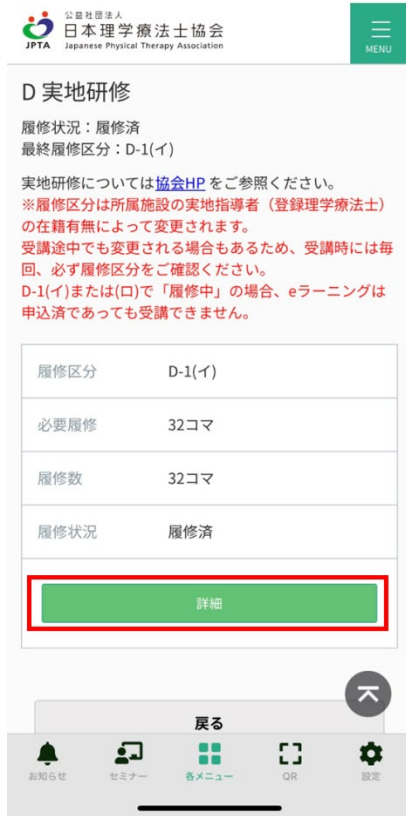 公益社団法人
日本理学療法士協会
JPTA Japanese Physical Therapy Association
MENU
D 実地研修
履修状況：履修済
最終履修区分：D-1(イ)
実地研修については協会HP をご参照ください。
※履修区分は所属施設の実地指導者（登録理学療法士）
の在籍有無によって変更されます。
受講途中でも変更される場合もあるため、受講時には毎
回、必ず履修区分をご確認ください。
D-1(イ)または(ロ)で「履修中」の場合、eラーニングは
申込済であっても受講できません。
履修区分 D-1(イ)
必要履修 32コマ
履修数 32コマ
履修状況 履修済
詳細
戻る
お知らせ セミナー 各メニュー QR 設定